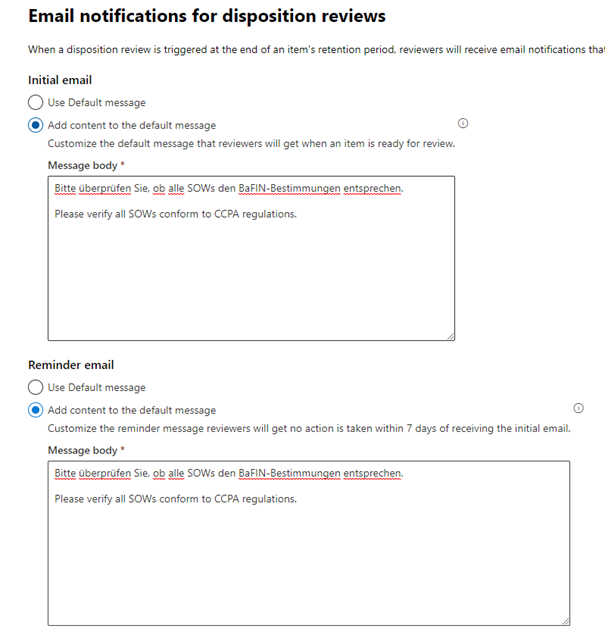 Email notifications for disposition reviews
When a disposition review is triggered at the end of an item's retention period, reviewers will receive email notifications
Initial email
Use Default message
Add content to the default message
Customize the default message that reviewers will get when an item is ready for review.
Message body *
Bitte überprüfen Sie, ob alle SOWs den BaFIN-Bestimmungen entsprechen.
Please verify all SOWs conform to CCPA regulations.
Reminder email
Use Default message
Add content to the default message
Customize the reminder message reviewers will get no action is taken within 7 days of receiving the initial email.
Message body *
Bitte überprüfen Sie, ob alle SOWs den BaFIN-Bestimmungen entsprechen.
Please verify all SOWs conform to CCPA regulations.